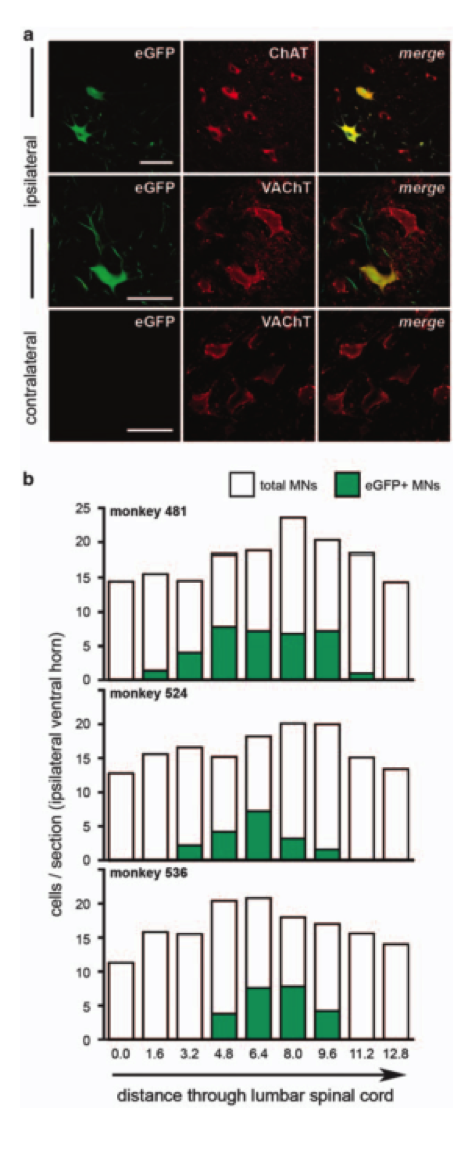 a
eGFP ChAT merge
ipsilateral
eGFP VAChT merge
contralateral
eGFP VAChT merge
b
total MNs eGFP+ MNs
cells / section (ipsilateral ventral horn)
monkey 481
25
20
15
10
5
0
monkey 524
20
15
10
5
0
monkey 536
20
15
10
5
0
0.0 1.6 3.2 4.8 6.4 8.0 9.6 11.2 12.8
distance through lumbar spinal cord